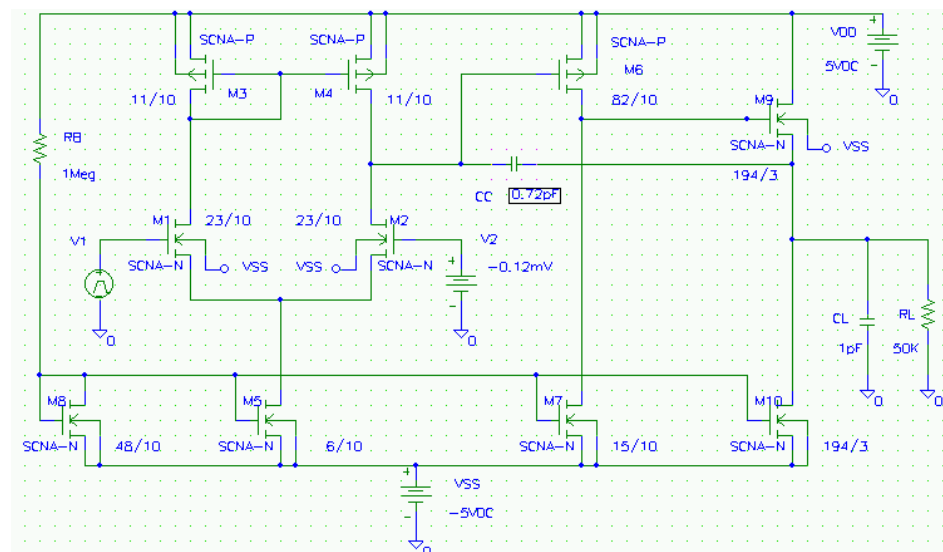 SCNA-P
SCNA-P
SCNA-P
VDD
5VDC
0
M3
M4
M6
11/10
11/10
82/10
M9
RB
1Meg
SCNA-N
VSS
194/3
CC
0.72pF
M1
23/10
23/10
M2
V1
V2
SCNA-N
VSS
VSS
SCNA-N
-0.12mV
0
0
CL
RL
1pF
50K
0
0
M8
M5
M7
M10
SCNA-N
48/10
SCNA-N
6/10
SCNA-N
15/10
SCNA-N
194/3
VSS
-5VDC
0